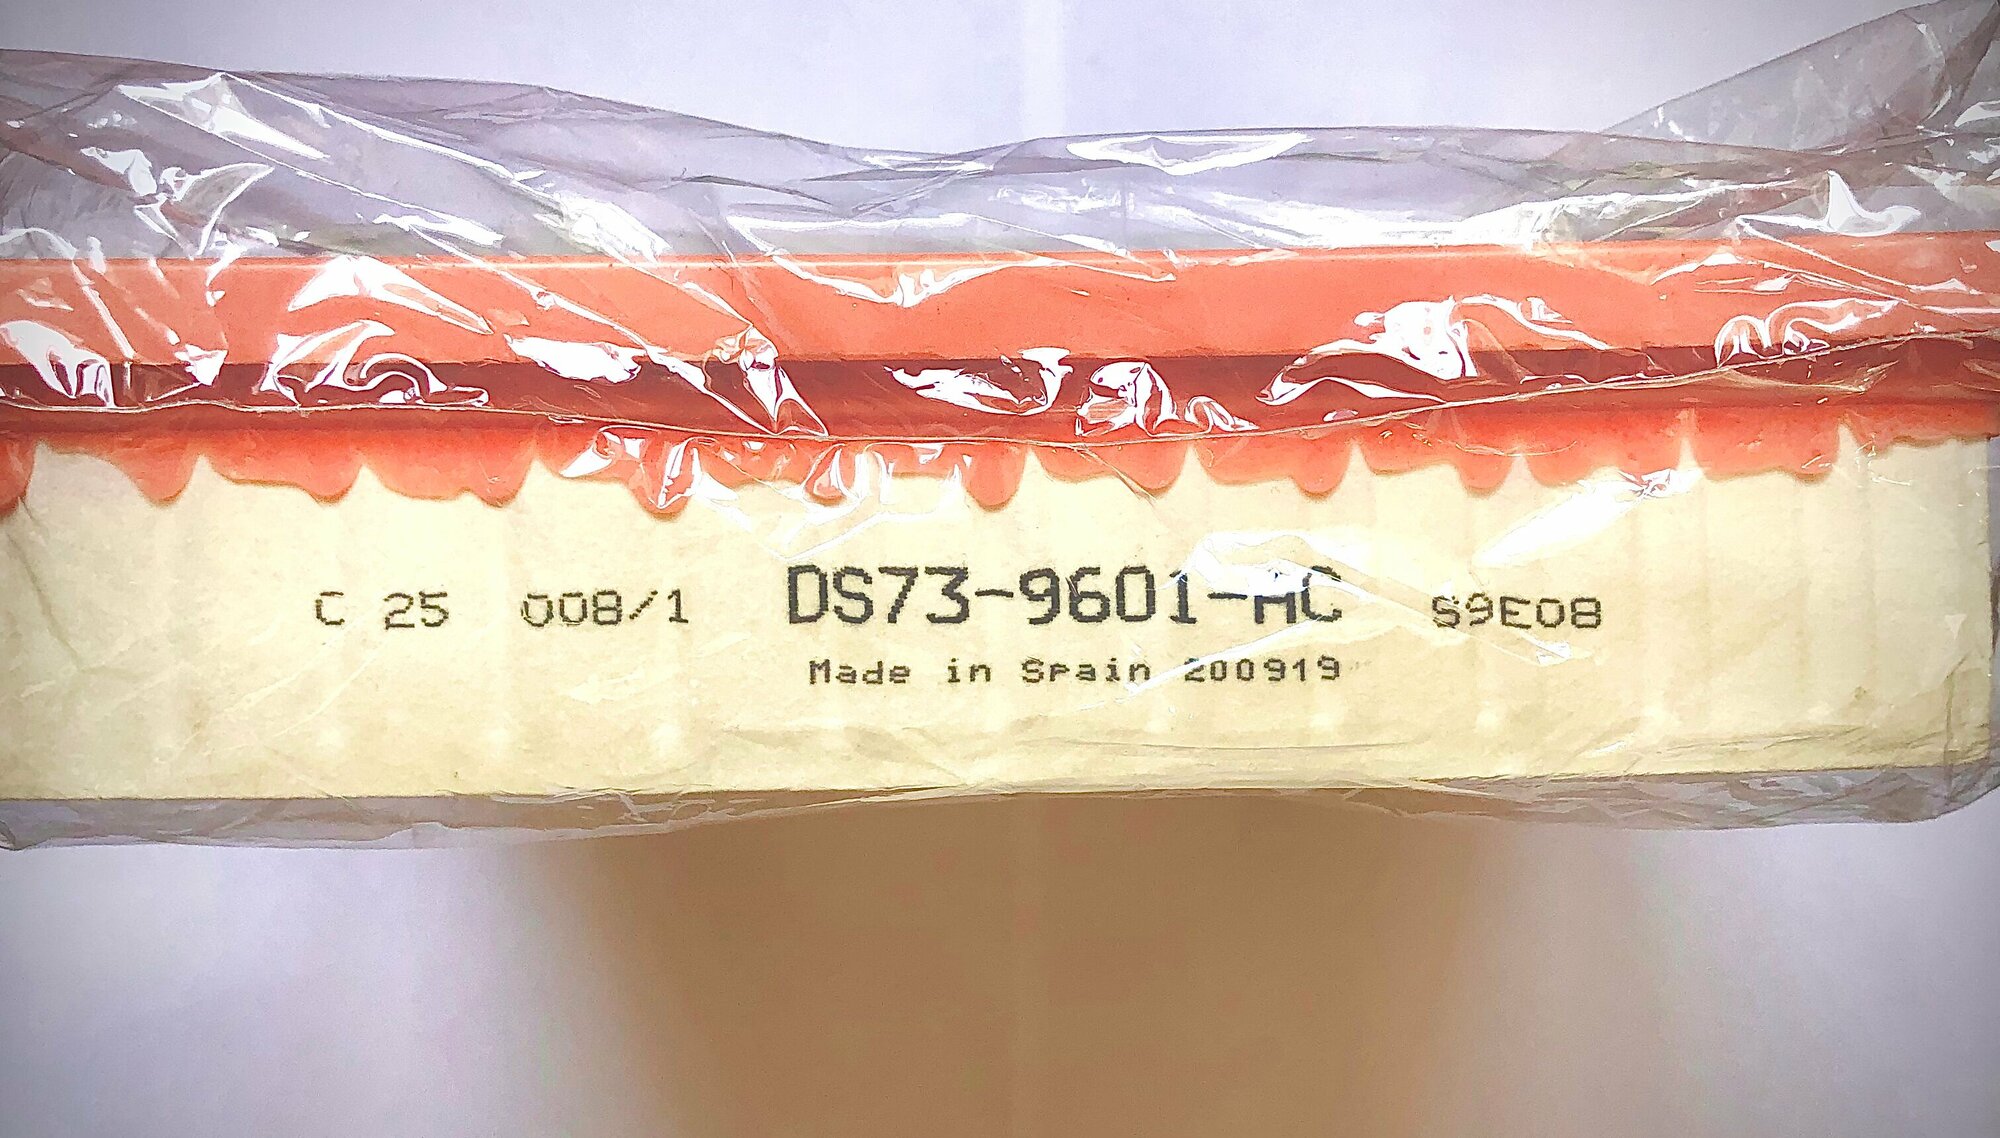 C 25 008/1 DS73-9601-AC S9E08
Made in Spain 200919